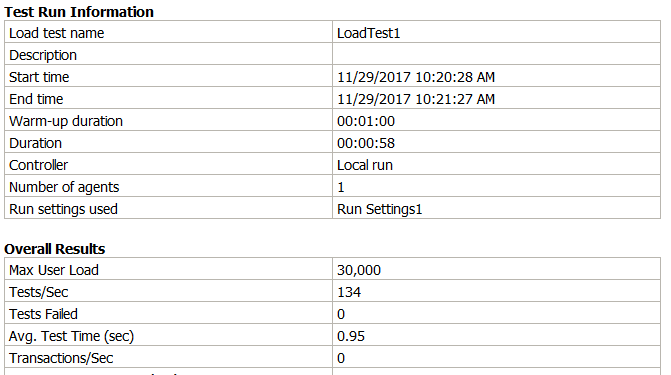 Test Run Information
Load test name LoadTest1
Description
Start time 11/29/2017 10:20:28 AM
End time 11/29/2017 10:21:27 AM
Warm-up duration 00:01:00
Duration 00:00:58
Controller Local run
Number of agents 1
Run settings used Run Settings1
Overall Results
Max User Load 30,000
Tests/Sec 134
Tests Failed 0
Avg. Test Time (sec) 0.95
Transactions/Sec 0